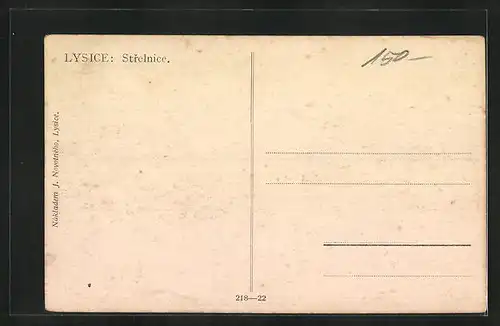 LYSICE: Střelnice.
150—
Nákladem J. Novotného, Lysice.
218—22